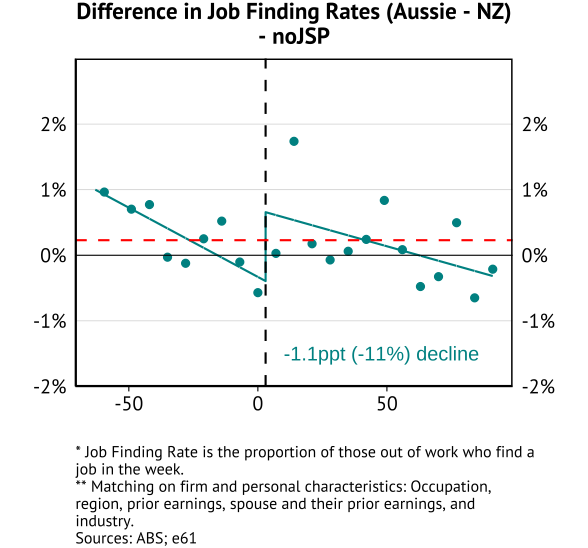 Difference in Job Finding Rates (Aussie - NZ)
- noJSP
2% 2%
1% 1%
0% 0%
-1% -1%
-1.1ppt (-11%) decline
-2% -2%
-50 0 50
* Job Finding Rate is the proportion of those out of work who find a
job in the week.
** Matching on firm and personal characteristics: Occupation,
region, prior earnings, spouse and their prior earnings, and
industry.
Sources: ABS; e61